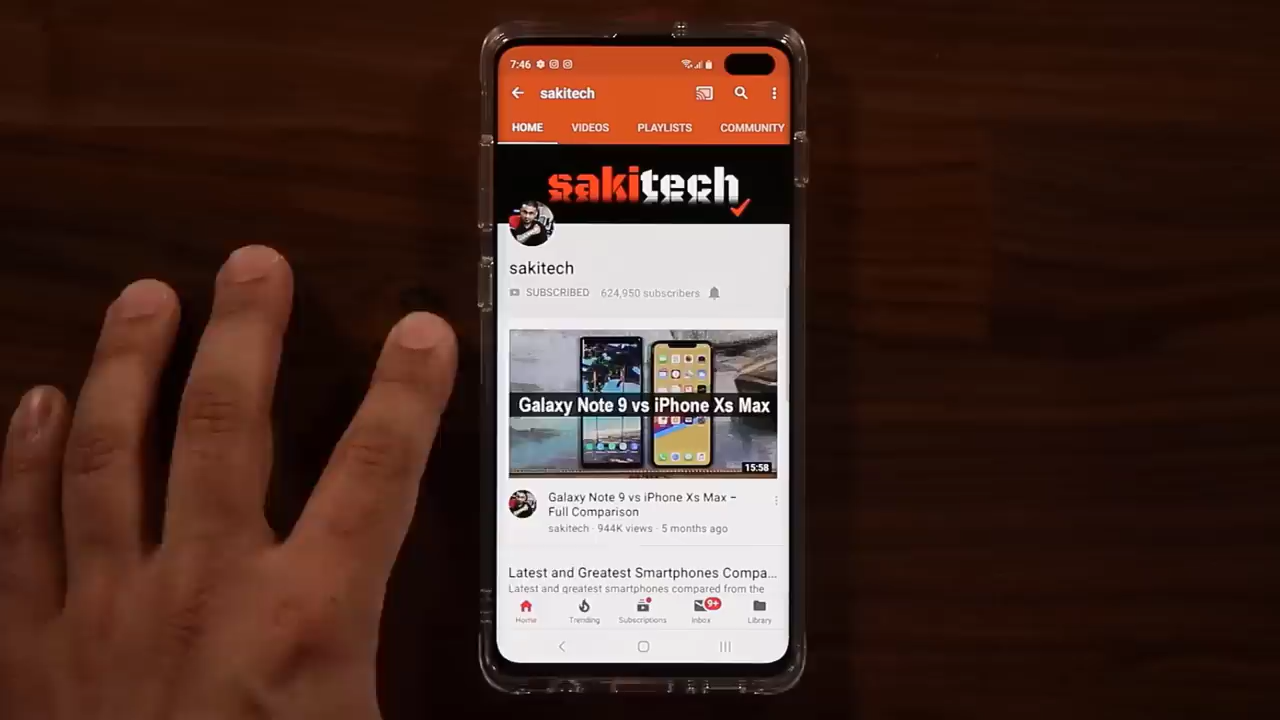 7:46
sakitech
HOME VIDEOS PLAYLISTS COMMUNITY
sakitech
sakitech
SUBSCRIBED 624,950 subscribers
Galaxy Note 9 vs iPhone Xs Max
15:58
Galaxy Note 9 vs iPhone Xs Max –
Full Comparison
sakitech · 944K views · 5 months ago
Latest and Greatest Smartphones Compa...
Latest and greatest smartphones compared from the
9+
Home Trending Subscriptions Inbox Library